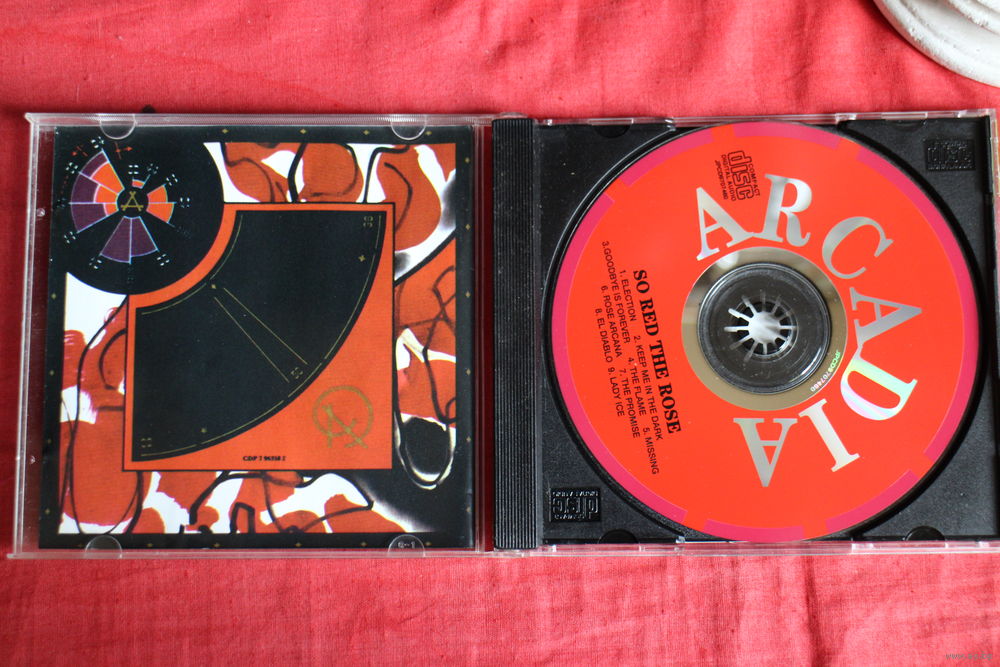 CDP 7 96318 2
ARCADIA
COMPACT
disc
DIGITAL AUDIO
JPCD9707480
SO RED THE ROSE
1. ELECTION 2. KEEP ME IN THE DARK
3.GOODBYE IS FOREVER 4. THE FLAME 5. MISSING
6. ROSE ARCANA 7. THE PROMISE
8. EL DIABLO 9. LADY ICE